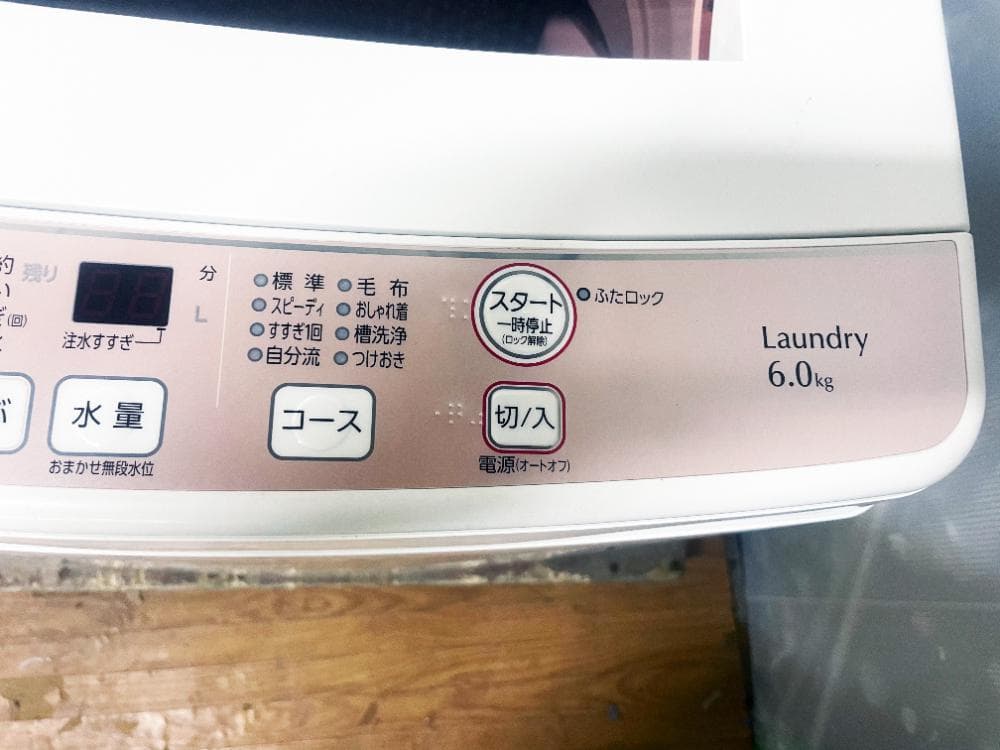 約
残り
分
い
L
(回)
注水すすぎ
標準
スピーディ
すすぎ1回
自分流
毛布
おしゃれ着
槽洗浄
つけおき
スタート
一時停止
(ロック解除)
ふたロック
Laundry
6.0kg
水量
おまかせ無段水位
コース
切/入
電源(オートオフ)